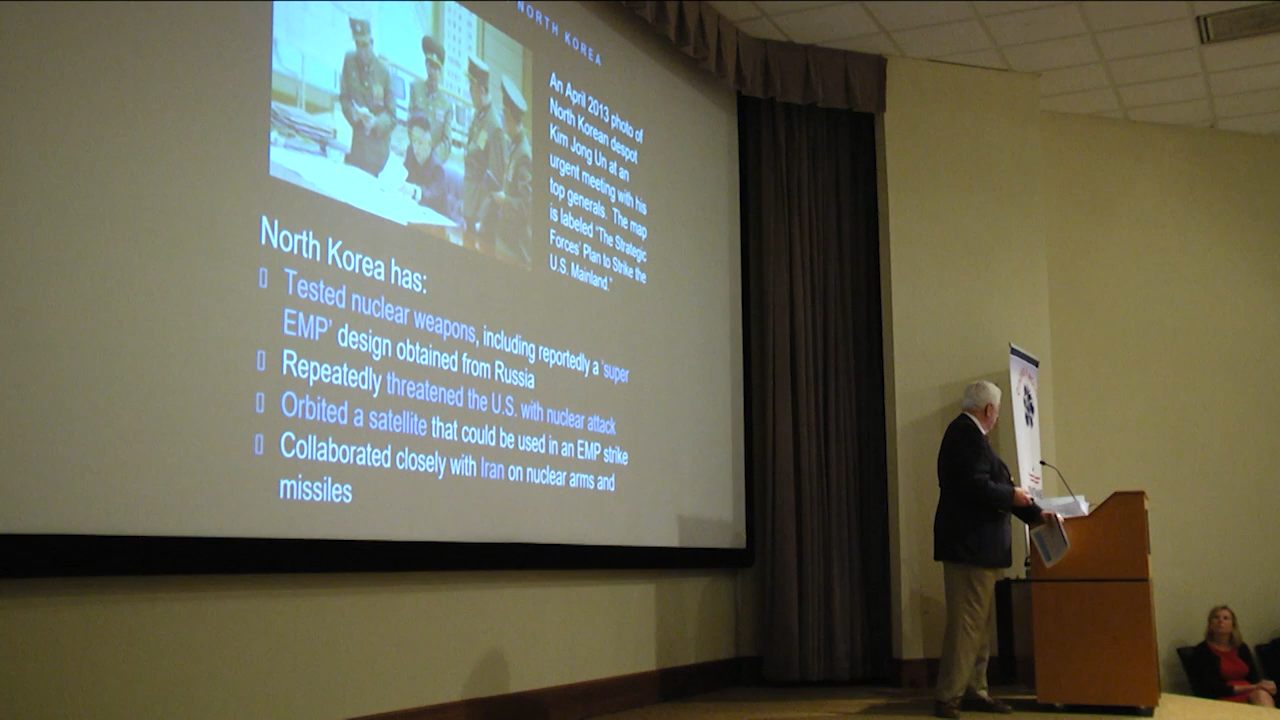 NORTH KOREA
An April 2013 photo of
North Korean despot
Kim Jong Un at an
urgent meeting with his
top generals. The map
is labeled "The Strategic
Forces' Plan to Strike the
U.S. Mainland."
North Korea has:
Tested nuclear weapons, including reportedly a 'super
EMP' design obtained from Russia
Repeatedly threatened the U.S. with nuclear attack
Orbited a satellite that could be used in an EMP strike
Collaborated closely with Iran on nuclear arms and
missiles